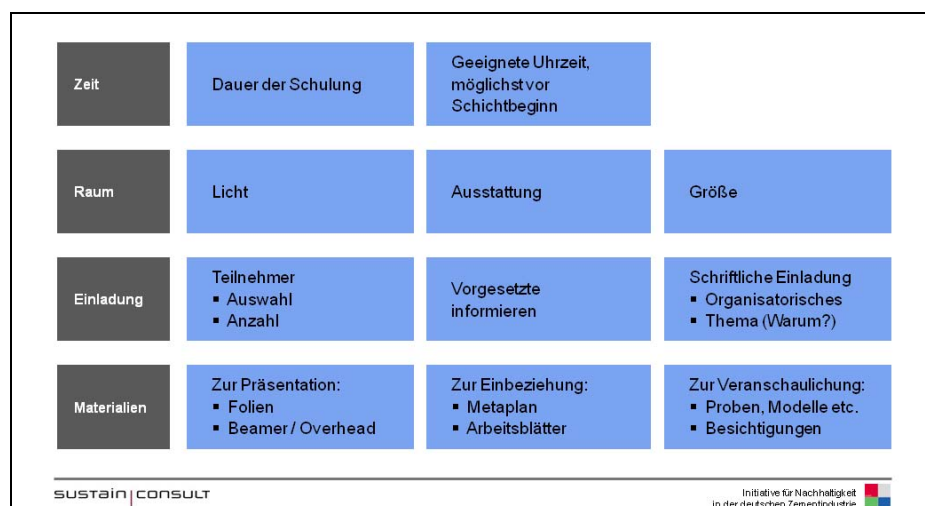 Zeit
Dauer der Schulung
Geeignete Uhrzeit,
möglichst vor
Schichtbeginn
Raum
Licht
Ausstattung
Größe
Einladung
Teilnehmer
▪ Auswahl
▪ Anzahl
Vorgesetzte
informieren
Schriftliche Einladung
▪ Organisatorisches
▪ Thema (Warum?)
Materialien
Zur Präsentation:
▪ Folien
▪ Beamer / Overhead
Zur Einbeziehung:
▪ Metaplan
▪ Arbeitsblätter
Zur Veranschaulichung:
▪ Proben, Modelle etc.
▪ Besichtigungen
sustain|consult
Initiative für Nachhaltigkeit
in der deutschen Zementindustrie